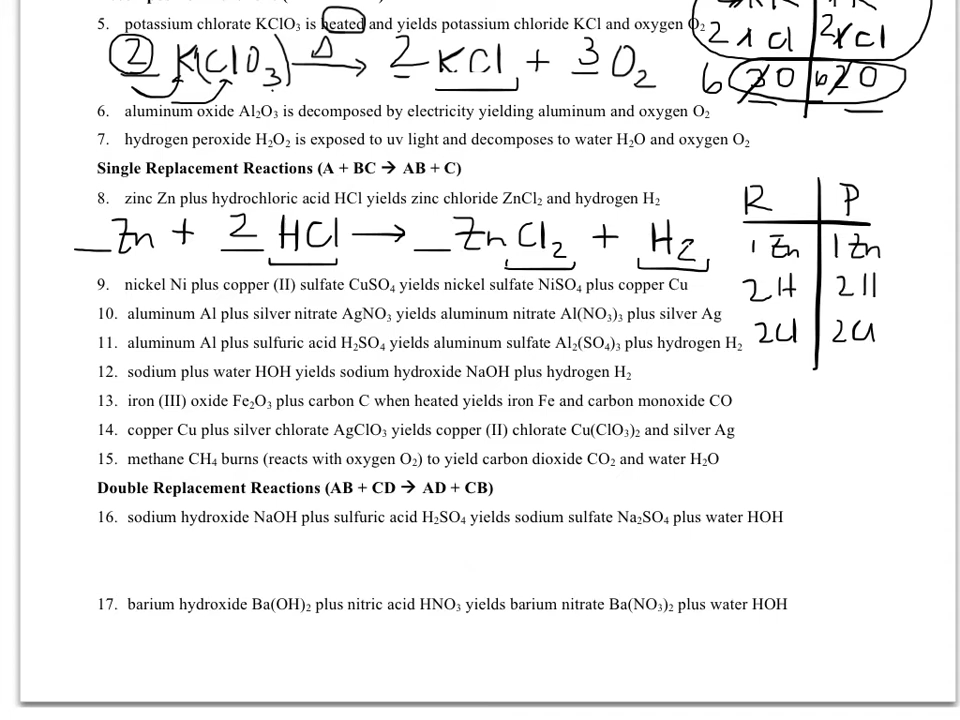 5. potassium chlorate KClO₃ is heated and yields potassium chloride KCl and oxygen O₂
2 KClO₃ Δ→ 2 KCl + 3 O₂
2 1 Cl | 2 1 Cl
6 3 O | 6 2 O
6. aluminum oxide Al₂O₃ is decomposed by electricity yielding aluminum and oxygen O₂
7. hydrogen peroxide H₂O₂ is exposed to uv light and decomposes to water H₂O and oxygen O₂
Single Replacement Reactions (A + BC → AB + C)
8. zinc Zn plus hydrochloric acid HCl yields zinc chloride ZnCl₂ and hydrogen H₂
_Zn + 2 HCl → _ZnCl₂ + H₂
R | P
1 Zn | 1 Zn
2 H | 2 H
2 Cl | 2 Cl
9. nickel Ni plus copper (II) sulfate CuSO₄ yields nickel sulfate NiSO₄ plus copper Cu
10. aluminum Al plus silver nitrate AgNO₃ yields aluminum nitrate Al(NO₃)₃ plus silver Ag
11. aluminum Al plus sulfuric acid H₂SO₄ yields aluminum sulfate Al₂(SO₄)₃ plus hydrogen H₂
12. sodium plus water HOH yields sodium hydroxide NaOH plus hydrogen H₂
13. iron (III) oxide Fe₂O₃ plus carbon C when heated yields iron Fe and carbon monoxide CO
14. copper Cu plus silver chlorate AgClO₃ yields copper (II) chlorate Cu(ClO₃)₂ and silver Ag
15. methane CH₄ burns (reacts with oxygen O₂) to yield carbon dioxide CO₂ and water H₂O
Double Replacement Reactions (AB + CD → AD + CB)
16. sodium hydroxide NaOH plus sulfuric acid H₂SO₄ yields sodium sulfate Na₂SO₄ plus water HOH
17. barium hydroxide Ba(OH)₂ plus nitric acid HNO₃ yields barium nitrate Ba(NO₃)₂ plus water HOH